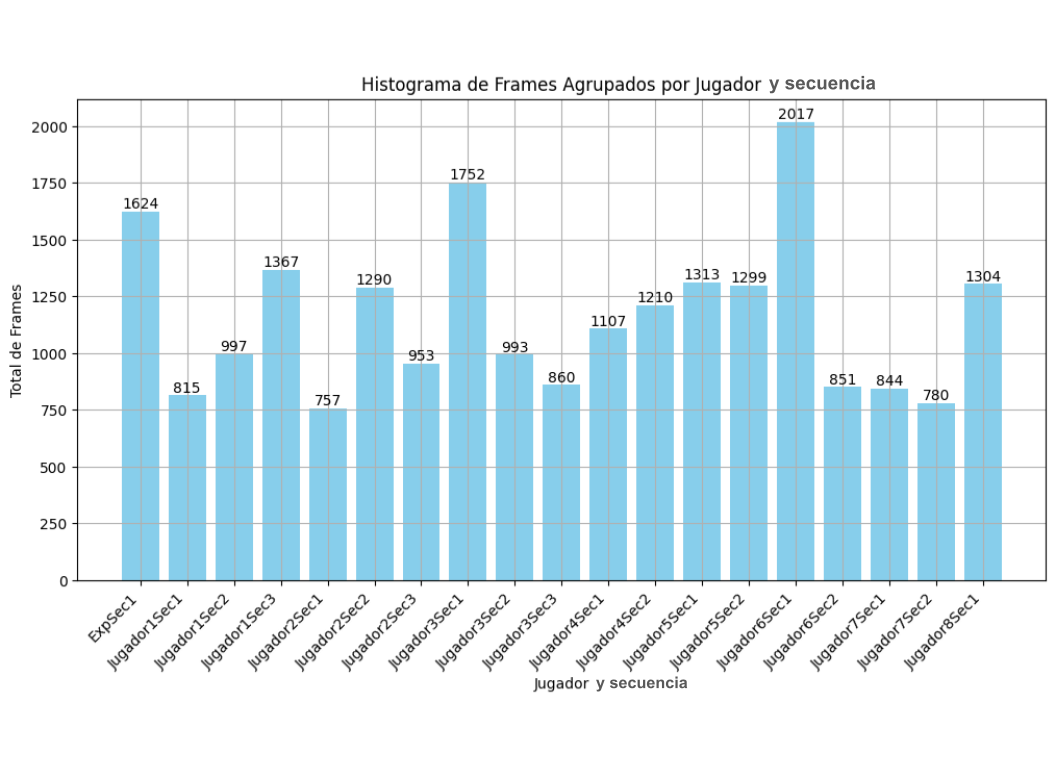 Histograma de Frames Agrupados por Jugador y secuencia
Total de Frames
2000
1750
1500
1250
1000
750
500
250
0
1624
815
997
1367
757
1290
953
1752
993
860
1107
1210
1313
1299
2017
851
844
780
1304
ExpSec1
Jugador1Sec1
Jugador1Sec2
Jugador1Sec3
Jugador2Sec1
Jugador2Sec2
Jugador2Sec3
Jugador3Sec1
Jugador3Sec2
Jugador3Sec3
Jugador4Sec1
Jugador4Sec2
Jugador5Sec1
Jugador5Sec2
Jugador6Sec1
Jugador6Sec2
Jugador7Sec1
Jugador7Sec2
Jugador8Sec1
Jugador y secuencia